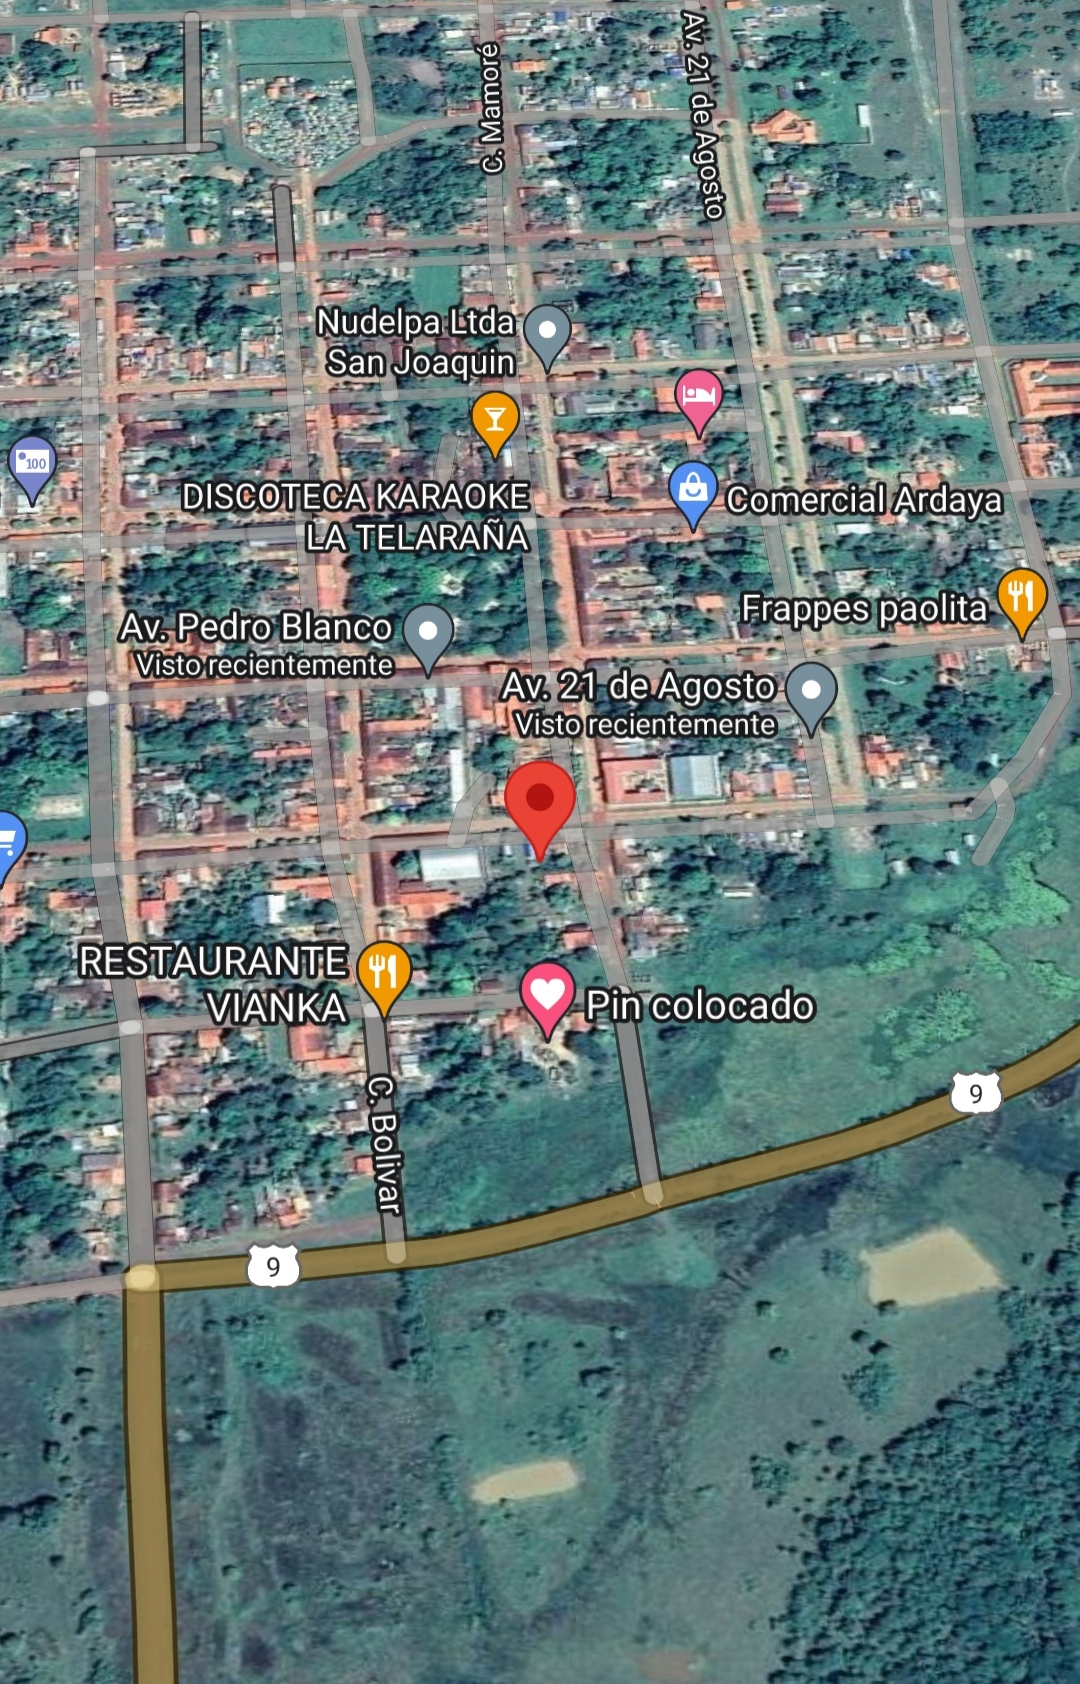 C. Mamoré
Av. 21 de Agosto
Nudelpa Ltda
San Joaquin
100
DISCOTECA KARAOKE
LA TELARAÑA
Comercial Ardaya
Frappes paolita
Av. Pedro Blanco
Visto recientemente
Av. 21 de Agosto
Visto recientemente
RESTAURANTE
VIANKA
Pin colocado
9
C. Bolivar
9